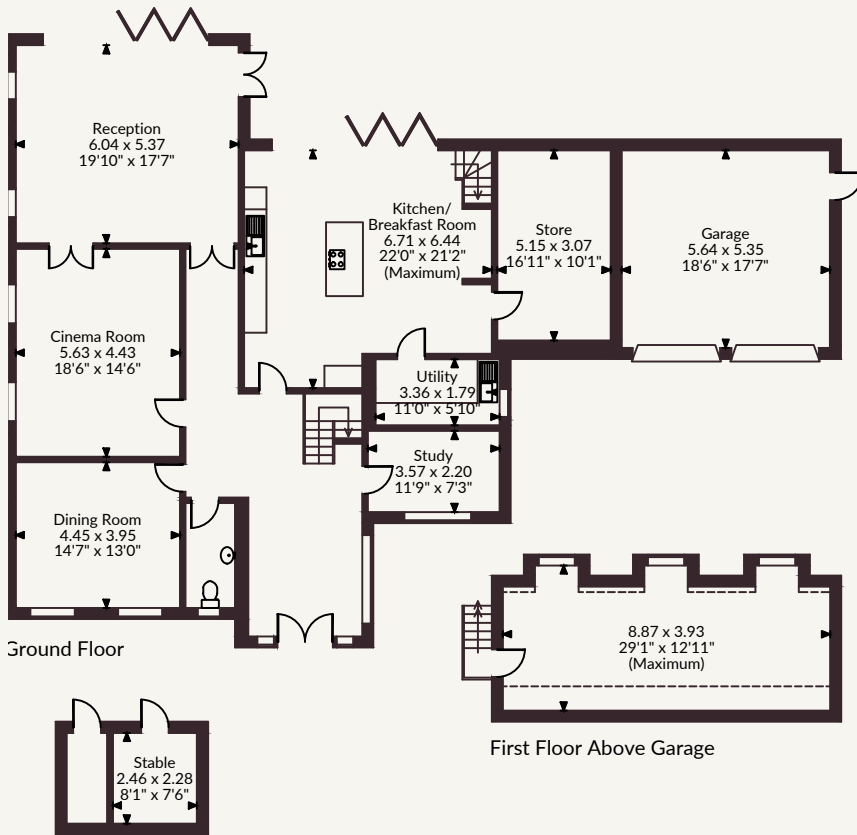 Reception
6.04 x 5.37
19'10" x 17'7"
Kitchen/
Breakfast Room
6.71 x 6.44
22'0" x 21'2"
(Maximum)
Store
5.15 x 3.07
16'11" x 10'1"
Garage
5.64 x 5.35
18'6" x 17'7"
Cinema Room
5.63 x 4.43
18'6" x 14'6"
Utility
3.36 x 1.79
11'0" x 5'10"
Study
3.57 x 2.20
11'9" x 7'3"
Dining Room
4.45 x 3.95
14'7" x 13'0"
Ground Floor
8.87 x 3.93
29'1" x 12'11"
(Maximum)
First Floor Above Garage
Stable
2.46 x 2.28
8'1" x 7'6"